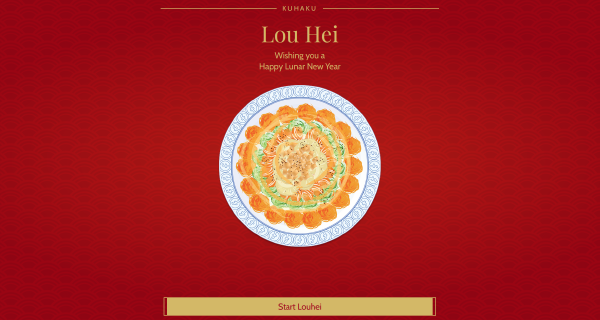 KUHAKU
Lou Hei
Wishing you a
Happy Lunar New Year
Start Louhei